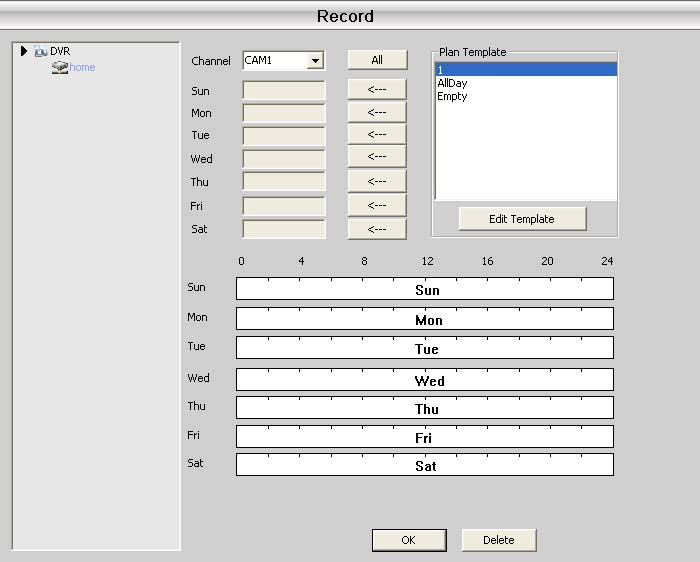 Record
DVR
home
Channel CAM1 All
Sun <---
Mon <---
Tue <---
Wed <---
Thu <---
Fri <---
Sat <---
Plan Template
1
AllDay
Empty
Edit Template
0 4 8 12 16 20 24
Sun Sun
Mon Mon
Tue Tue
Wed Wed
Thu Thu
Fri Fri
Sat Sat
OK Delete